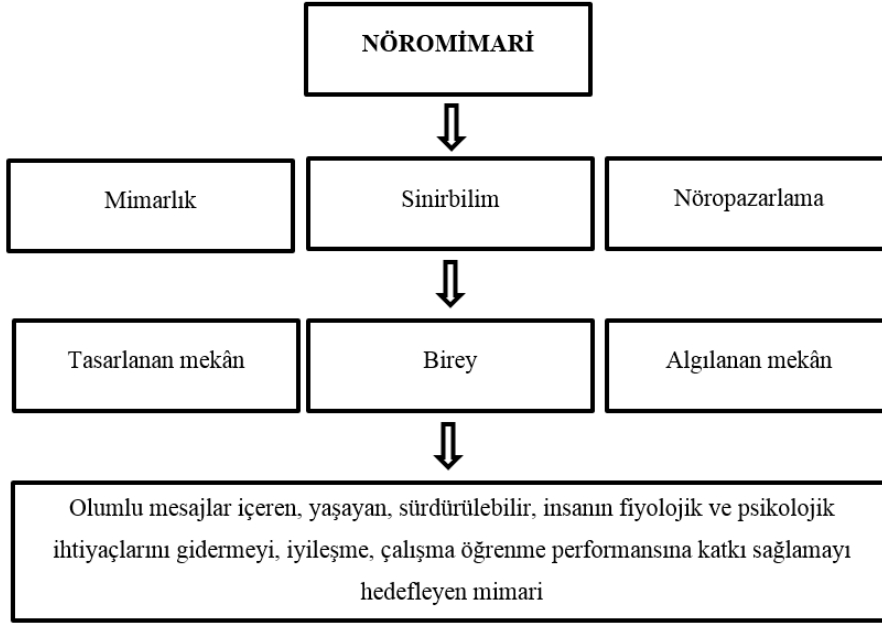 NÖROMİMARİ
Mimarlık
Sinirbilim
Nöropazarlama
Tasarlanan mekân
Birey
Algılanan mekân
Olumlu mesajlar içeren, yaşayan, sürdürülebilir, insanın fiyolojik ve psikolojik
ihtiyaçlarını gidermeyi, iyileşme, çalışma öğrenme performansına katkı sağlamayı
hedefleyen mimari